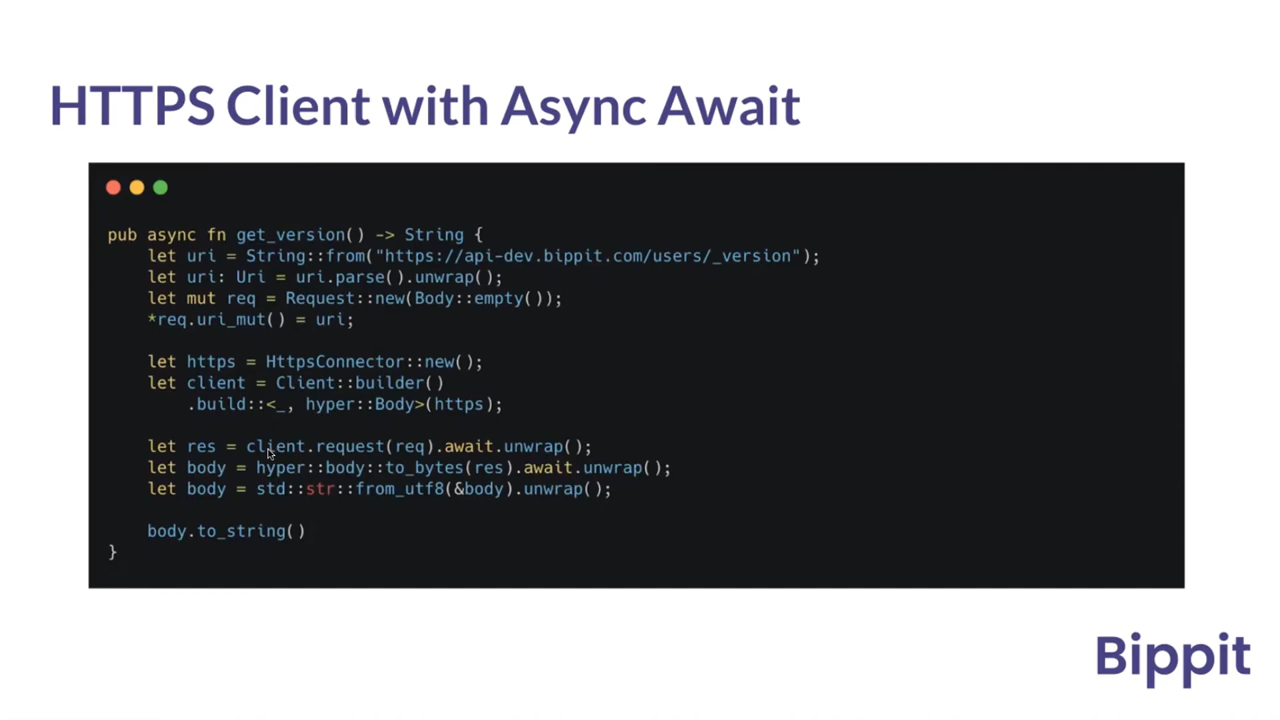 HTTPS Client with Async Await
pub async fn get_version() -> String {
    let uri = String::from("https://api-dev.bippit.com/users/_version");
    let uri: Uri = uri.parse().unwrap();
    let mut req = Request::new(Body::empty());
    *req.uri_mut() = uri;

    let https = HttpsConnector::new();
    let client = Client::builder()
        .build::<_, hyper::Body>(https);

    let res = client.request(req).await.unwrap();
    let body = hyper::body::to_bytes(res).await.unwrap();
    let body = std::str::from_utf8(&body).unwrap();

    body.to_string()
}
Bippit